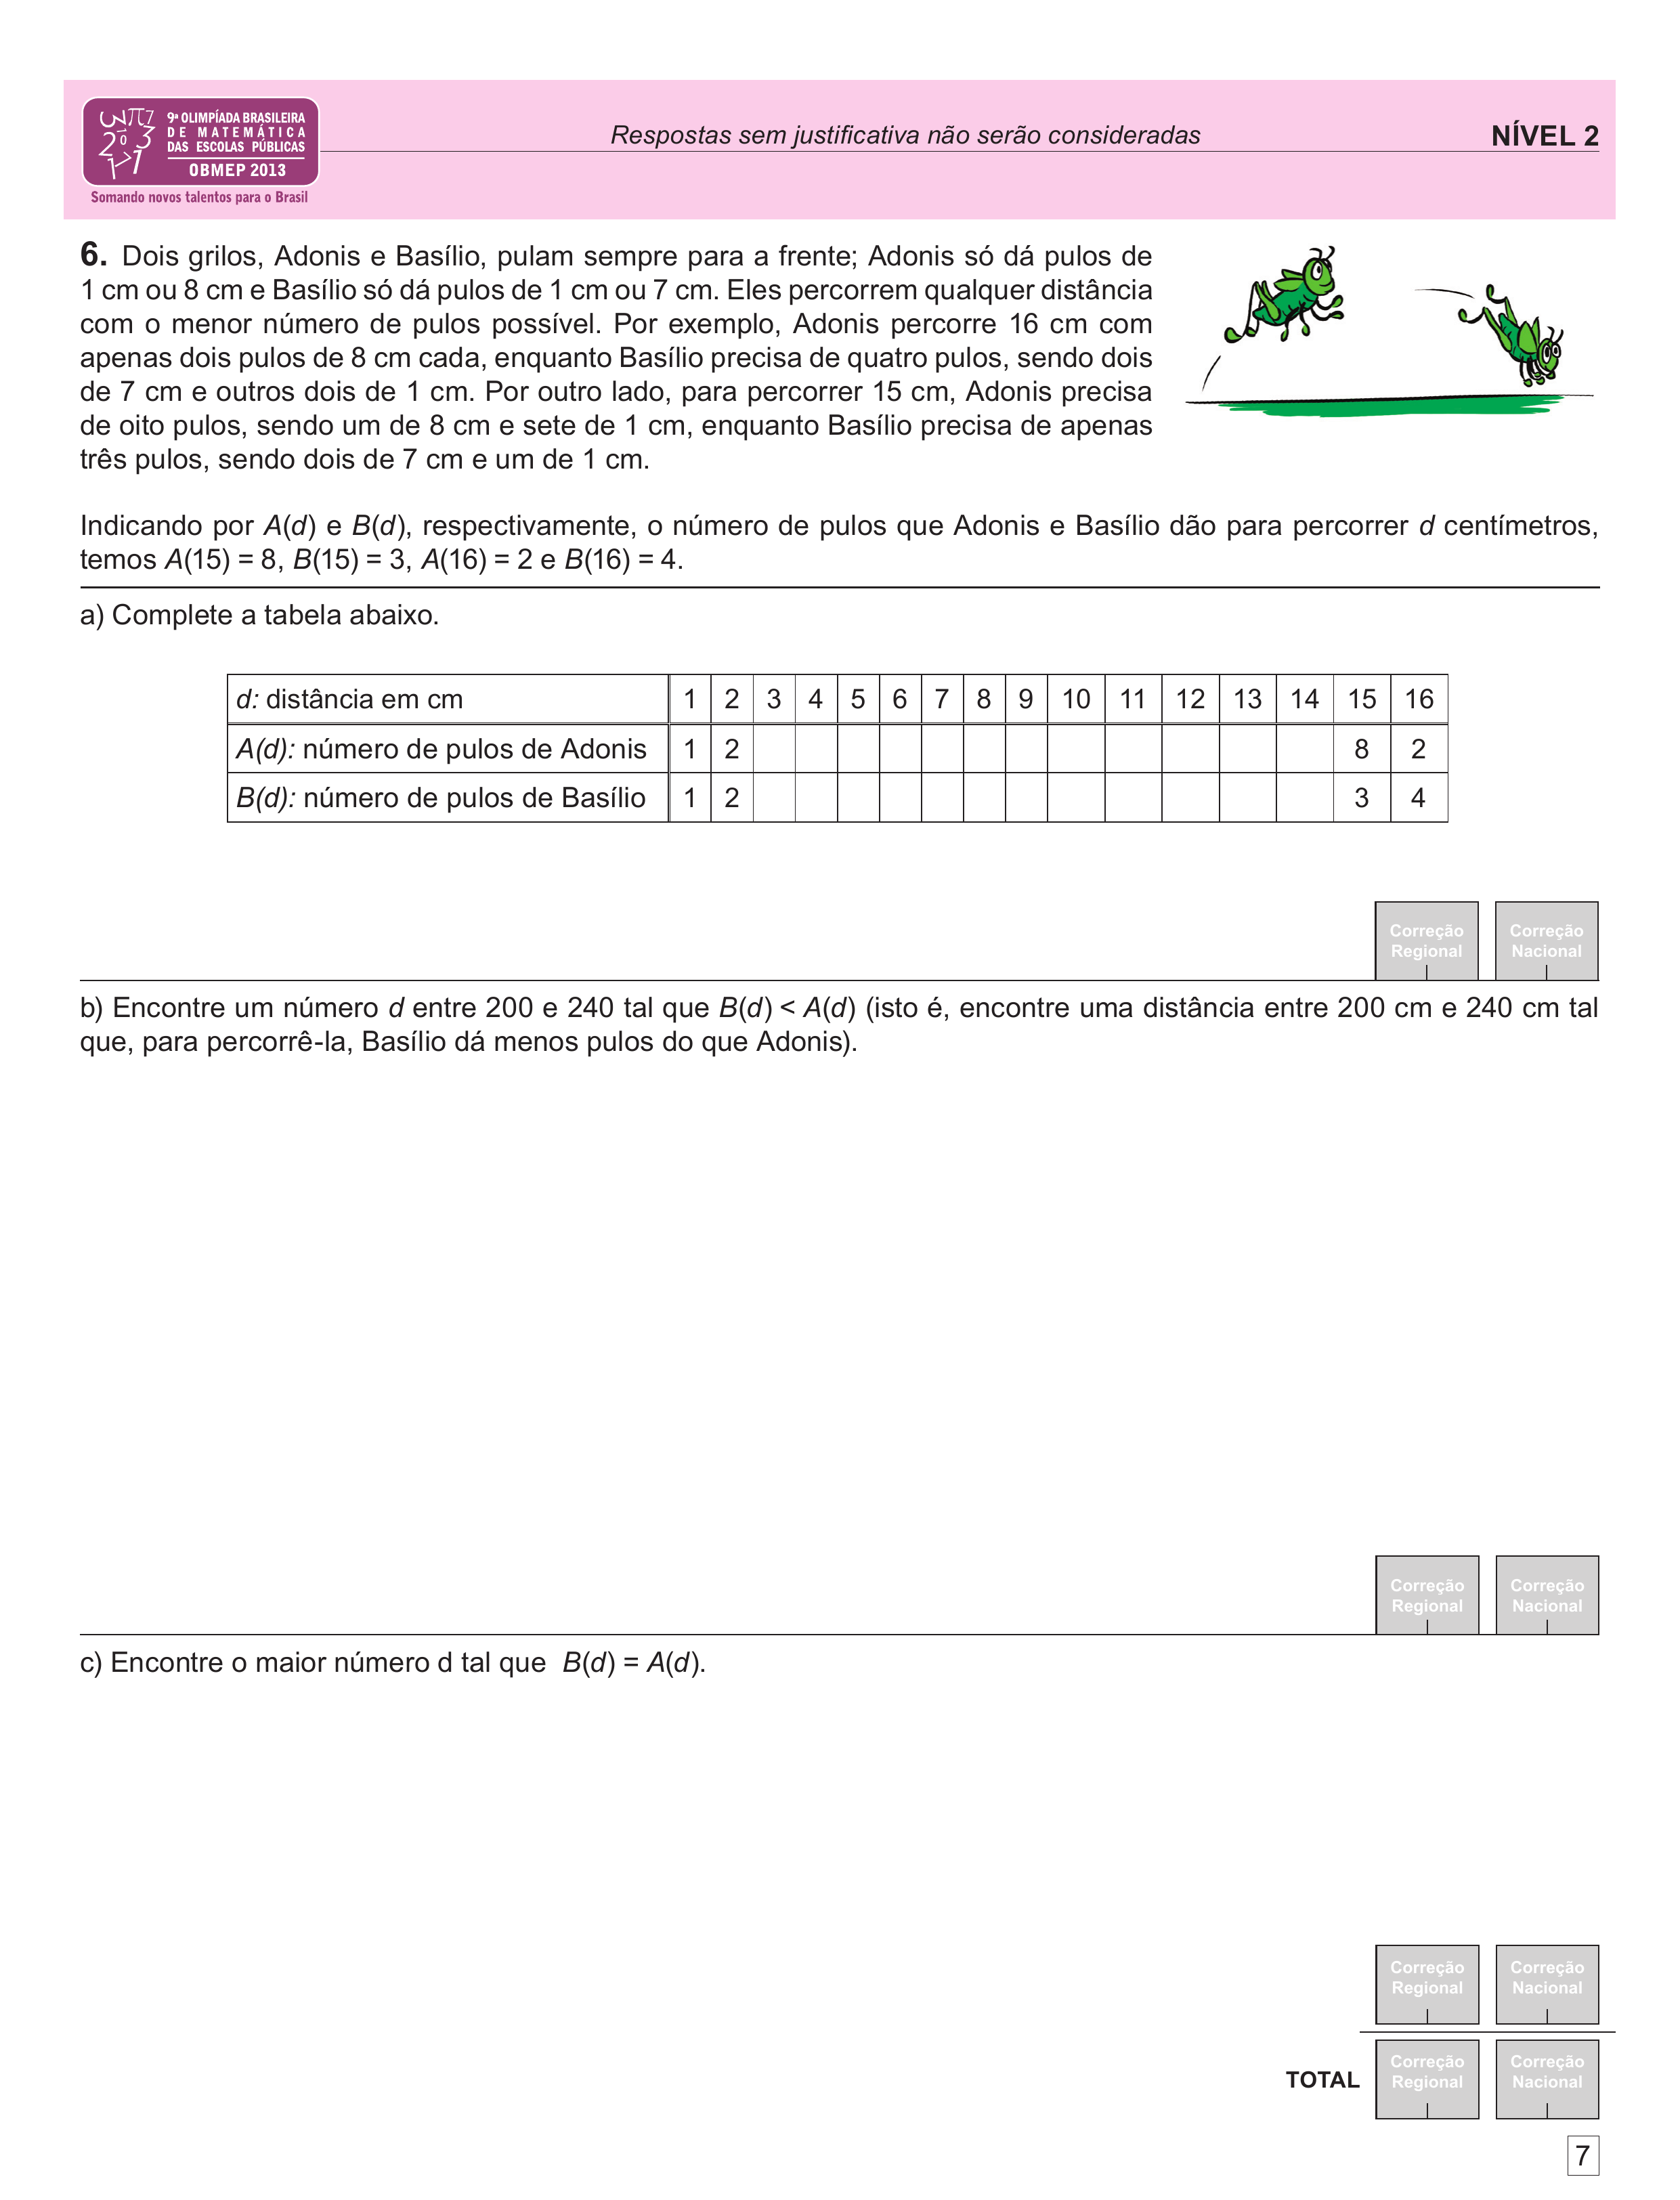 9ª OLIMPÍADA BRASILEIRA
DE MATEMÁTICA
DAS ESCOLAS PÚBLICAS
OBMEP 2013
Somando novos talentos para o Brasil
Respostas sem justificativa não serão consideradas
NÍVEL 2
6. Dois grilos, Adonis e Basílio, pulam sempre para a frente; Adonis só dá pulos de
1 cm ou 8 cm e Basílio só dá pulos de 1 cm ou 7 cm. Eles percorrem qualquer distância
com o menor número de pulos possível. Por exemplo, Adonis percorre 16 cm com
apenas dois pulos de 8 cm cada, enquanto Basílio precisa de quatro pulos, sendo dois
de 7 cm e outros dois de 1 cm. Por outro lado, para percorrer 15 cm, Adonis precisa
de oito pulos, sendo um de 8 cm e sete de 1 cm, enquanto Basílio precisa de apenas
três pulos, sendo dois de 7 cm e um de 1 cm.
Indicando por A(d) e B(d), respectivamente, o número de pulos que Adonis e Basílio dão para percorrer d centímetros,
temos A(15) = 8, B(15) = 3, A(16) = 2 e B(16) = 4.
a) Complete a tabela abaixo.
d: distância em cm 1 2 3 4 5 6 7 8 9 10 11 12 13 14 15 16
A(d): número de pulos de Adonis 1 2 8 2
B(d): número de pulos de Basílio 1 2 3 4
Correção Correção
Regional Nacional
b) Encontre um número d entre 200 e 240 tal que B(d) < A(d) (isto é, encontre uma distância entre 200 cm e 240 cm tal
que, para percorrê-la, Basílio dá menos pulos do que Adonis).
Correção Correção
Regional Nacional
c) Encontre o maior número d tal que B(d) = A(d).
Correção Correção
Regional Nacional
TOTAL
Correção Correção
Regional Nacional
7